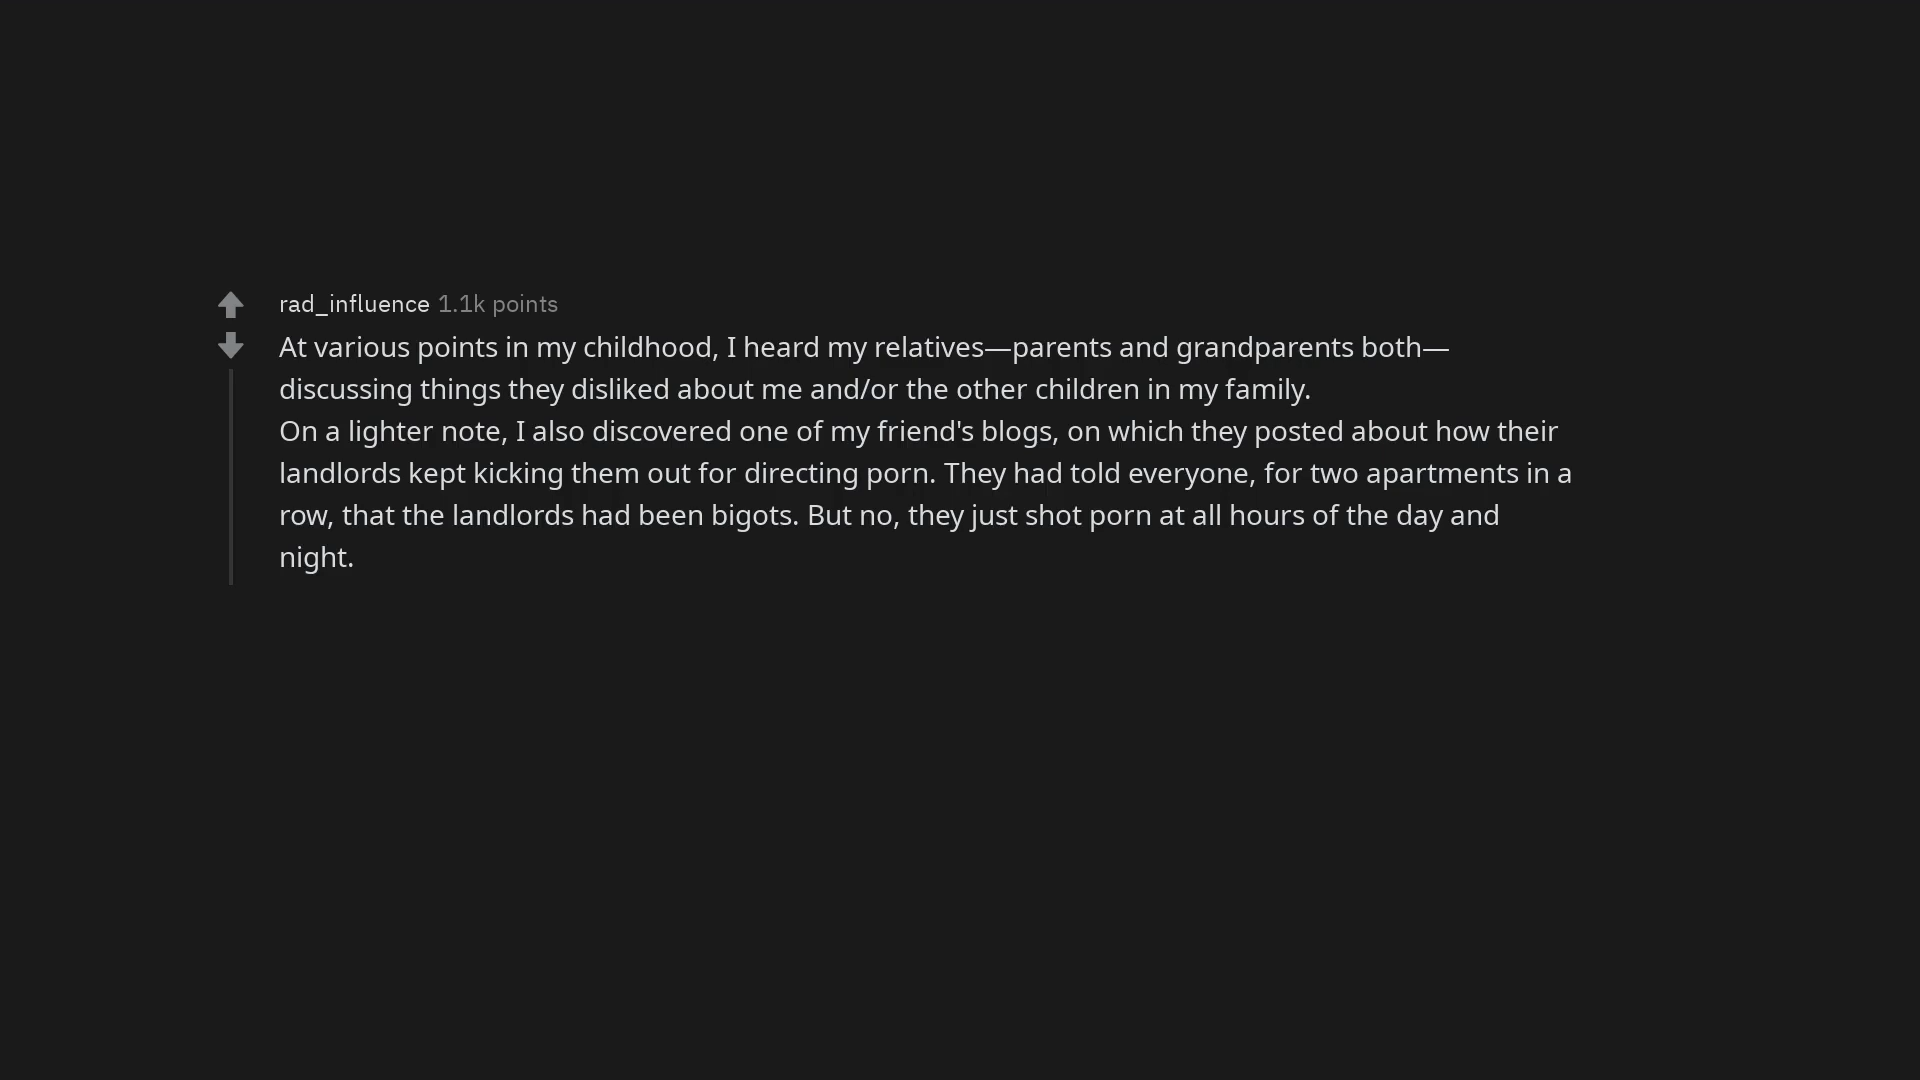 rad_influence 1.1k points
At various points in my childhood, I heard my relatives—parents and grandparents both—
discussing things they disliked about me and/or the other children in my family.
On a lighter note, I also discovered one of my friend's blogs, on which they posted about how their
landlords kept kicking them out for directing porn. They had told everyone, for two apartments in a
row, that the landlords had been bigots. But no, they just shot porn at all hours of the day and
night.